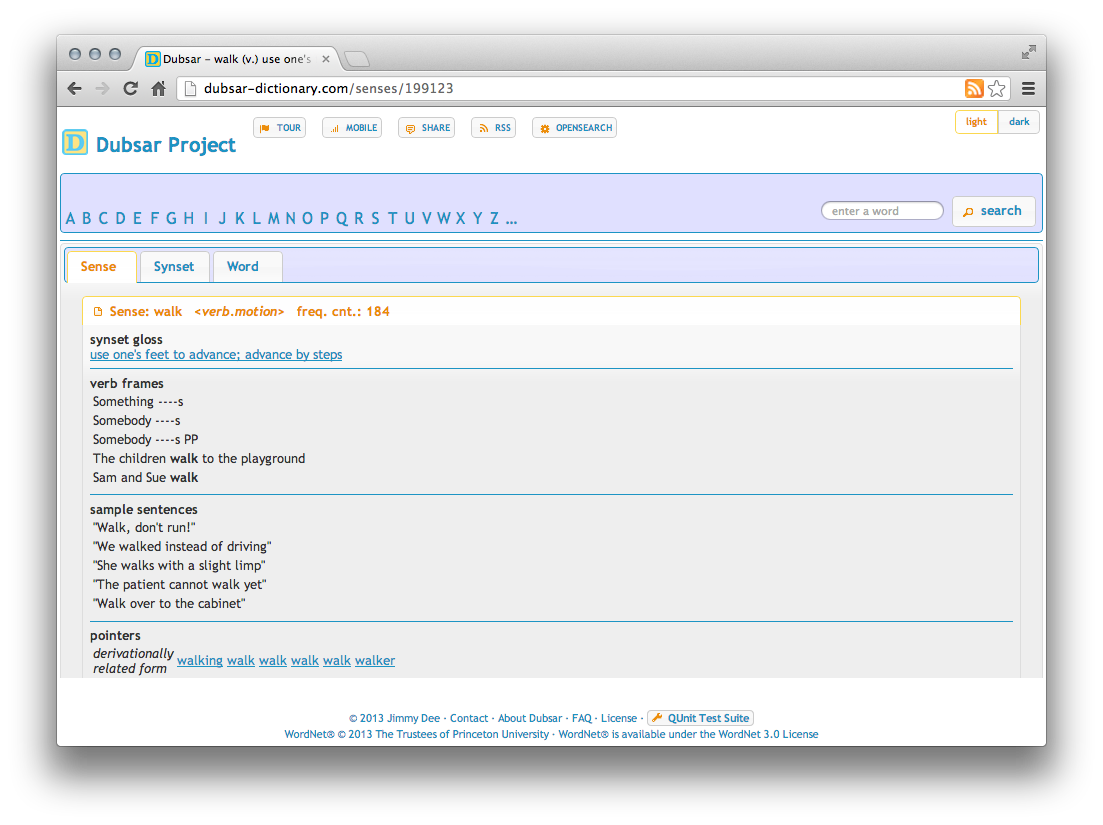 Dubsar – walk (v.) use one's
dubsar-dictionary.com/senses/199123
D Dubsar Project
TOUR MOBILE SHARE RSS OPENSEARCH
light dark
A B C D E F G H I J K L M N O P Q R S T U V W X Y Z ...
enter a word search
Sense Synset Word
Sense: walk <verb.motion> freq. cnt.: 184
synset gloss
use one's feet to advance; advance by steps
verb frames
Something ----s
Somebody ----s
Somebody ----s PP
The children walk to the playground
Sam and Sue walk
sample sentences
"Walk, don't run!"
"We walked instead of driving"
"She walks with a slight limp"
"The patient cannot walk yet"
"Walk over to the cabinet"
pointers
derivationally
related form walking walk walk walk walk walker
© 2013 Jimmy Dee · Contact · About Dubsar · FAQ · License · QUnit Test Suite
WordNet® © 2013 The Trustees of Princeton University · WordNet® is available under the WordNet 3.0 License